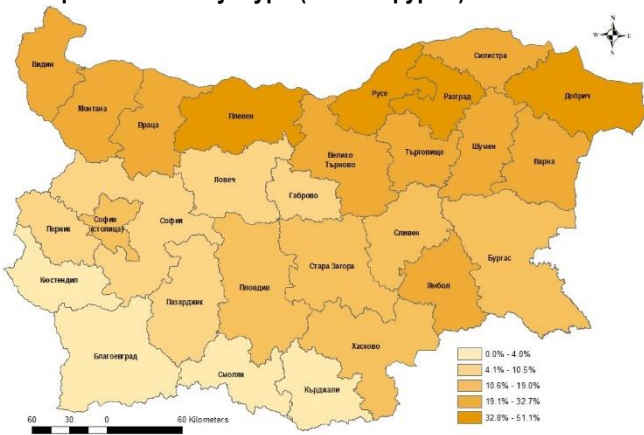 N
W E
S
Силистра
Видин
Русе
Разград
Добрич
Монтана
Враца
Плевен
Велико
Търново
Търговище
Шумен
Варна
Ловеч
Габрово
Перник
София
(столица)
София
Сливен
Бургас
Кюстендил
Пазарджик
Пловдив
Стара Загора
Ямбол
Благоевград
Смолян
Хасково
Кърджали
0.0% - 4.0%
4.1% - 10.5%
10.6% - 19.0%
19.1% - 32.7%
32.8% - 51.1%
60 30 0 60 Kilometers